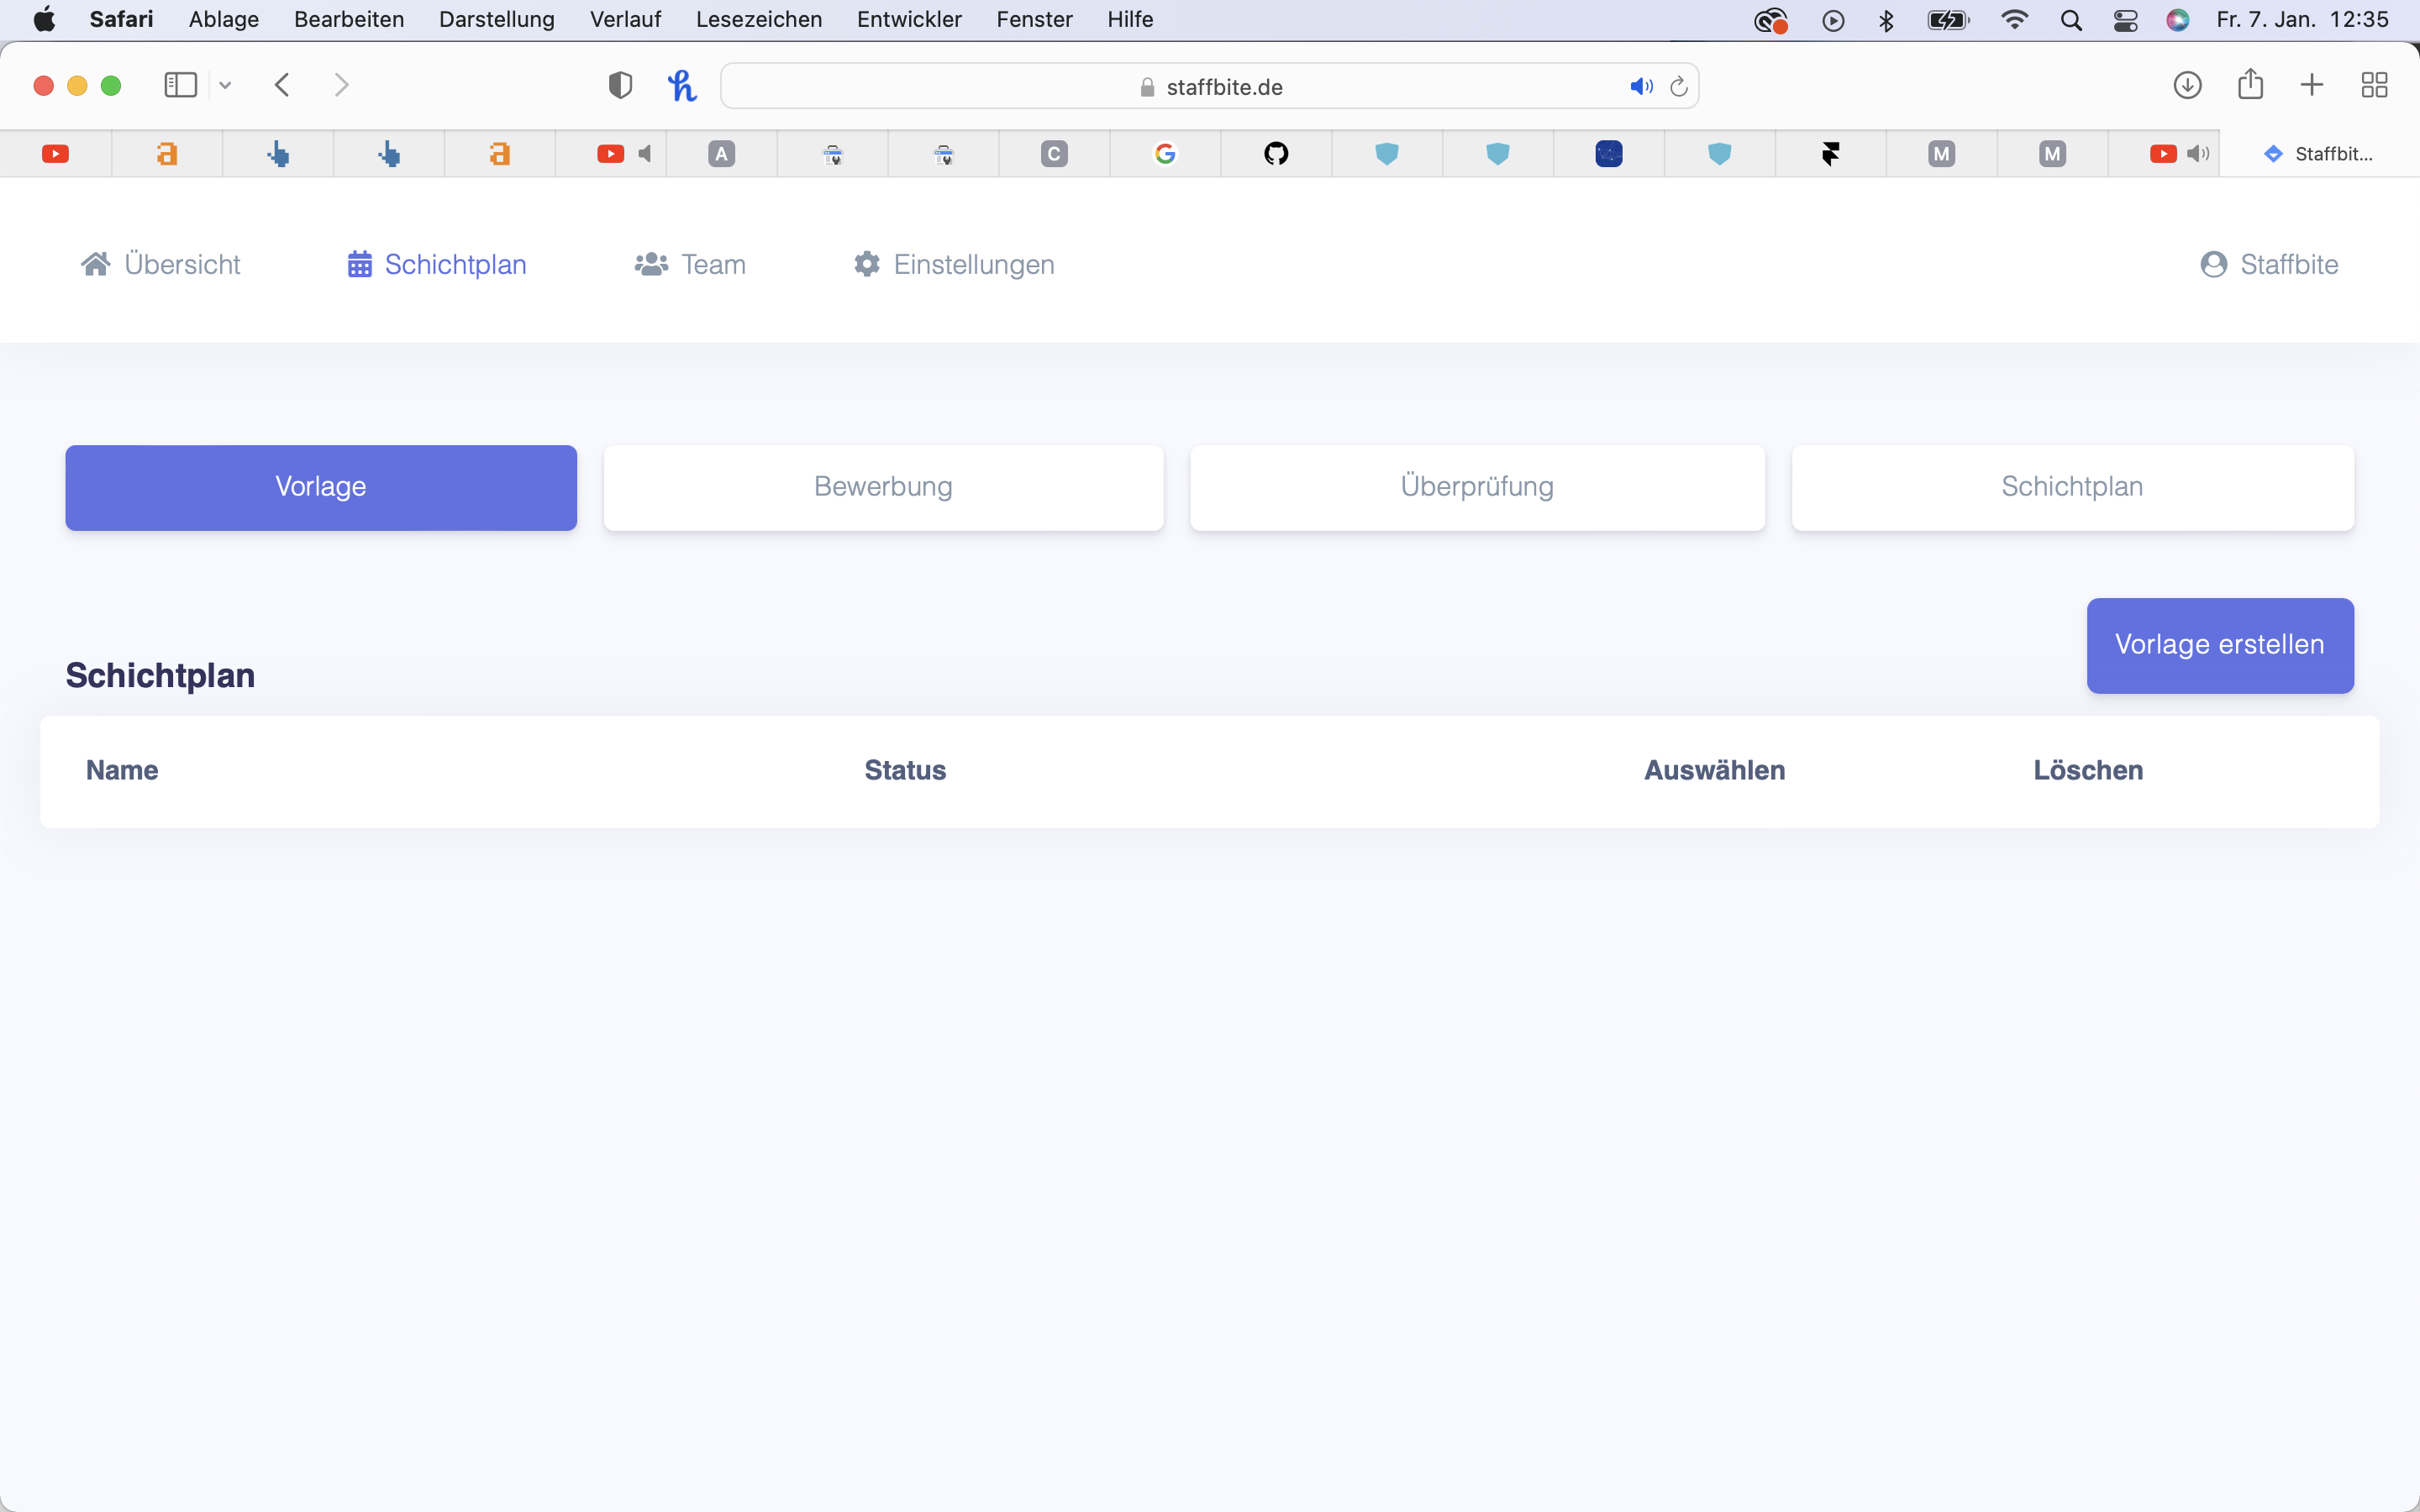 Safari Ablage Bearbeiten Darstellung Verlauf Lesezeichen Entwickler Fenster Hilfe Fr. 7. Jan. 12:35
staffbite.de
a a A C G M M Staffbit...
Übersicht Schichtplan Team Einstellungen Staffbite
Vorlage Bewerbung Überprüfung Schichtplan
Vorlage erstellen
Schichtplan
Name Status Auswählen Löschen